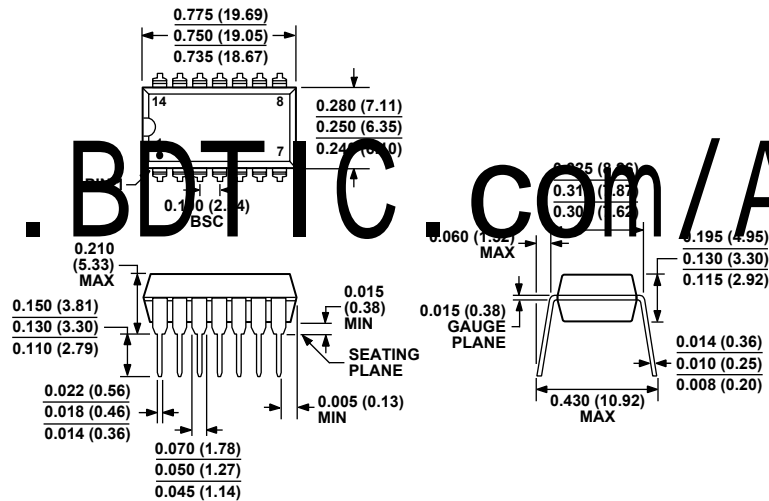 0.775 (19.69)
0.750 (19.05)
0.735 (18.67)
14
8
0.280 (7.11)
0.250 (6.35)
7
BSC
.BDTIC.com/A
0.210
(5.33)
MAX
0.060
MAX
0.195 (4.95)
0.130 (3.30)
0.115 (2.92)
0.150 (3.81)
0.130 (3.30)
0.110 (2.79)
0.015
(0.38)
MIN
SEATING
PLANE
0.015 (0.38)
GAUGE
PLANE
0.014 (0.36)
0.010 (0.25)
0.008 (0.20)
0.022 (0.56)
0.018 (0.46)
0.014 (0.36)
0.005 (0.13)
MIN
0.430 (10.92)
MAX
0.070 (1.78)
0.050 (1.27)
0.045 (1.14)